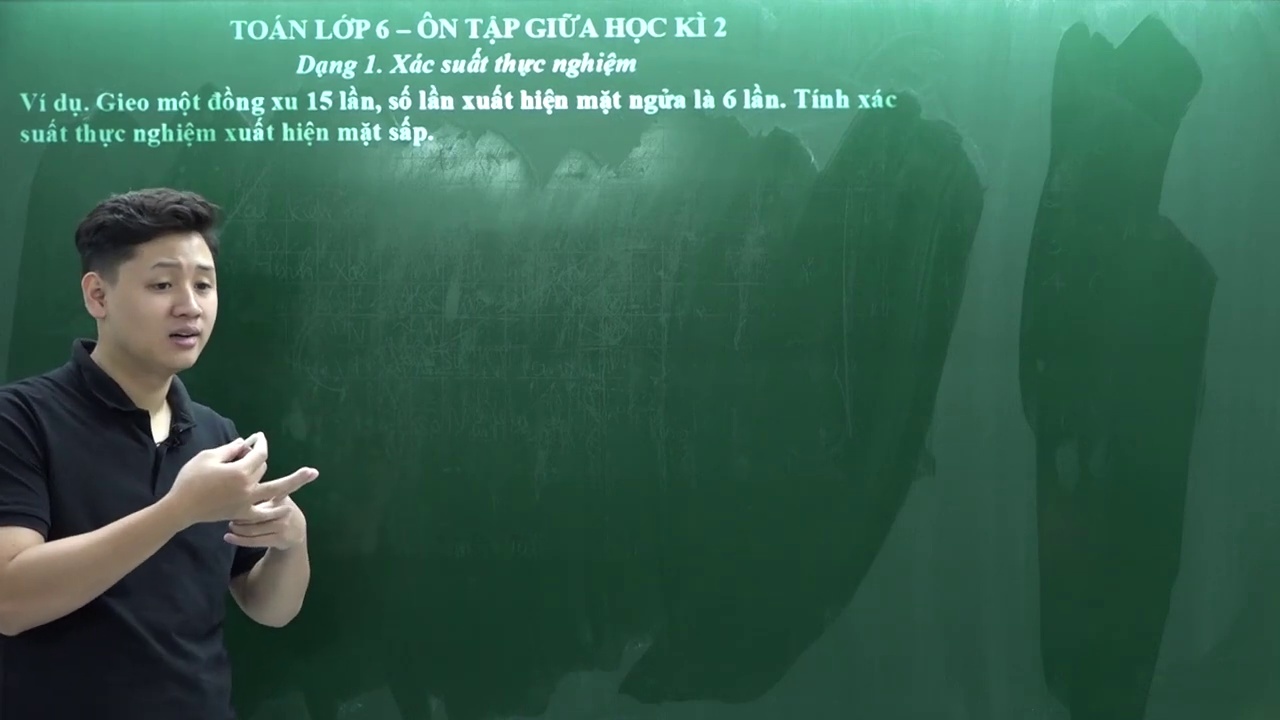 TOÁN LỚP 6 – ÔN TẬP GIỮA HỌC KÌ 2
Dạng 1. Xác suất thực nghiệm
Ví dụ. Gieo một đồng xu 15 lần, số lần xuất hiện mặt ngửa là 6 lần. Tính xác
suất thực nghiệm xuất hiện mặt sấp.